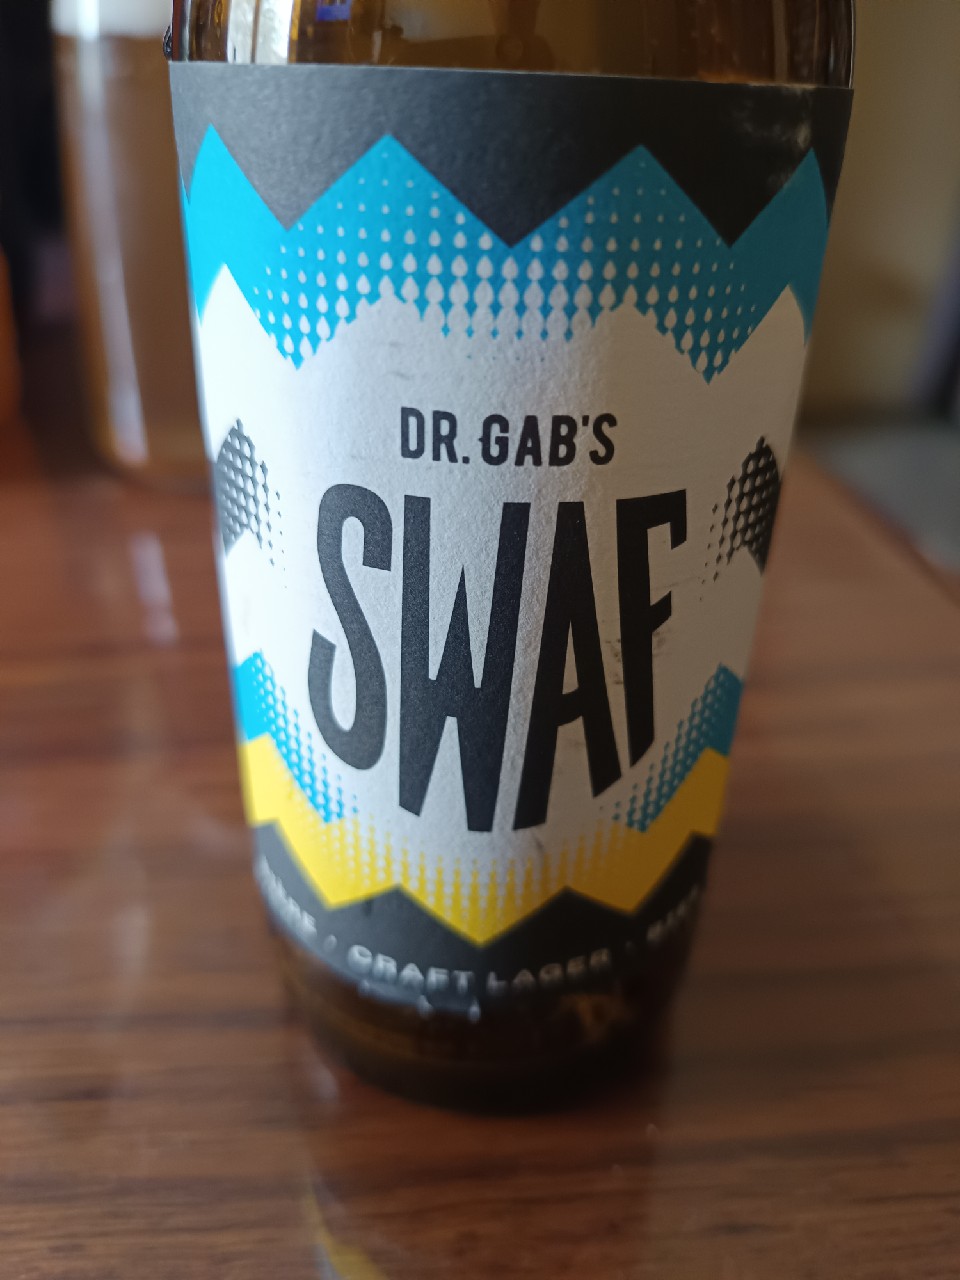 DR. GAB'S
SWAF
· CRAFT LAGER ·